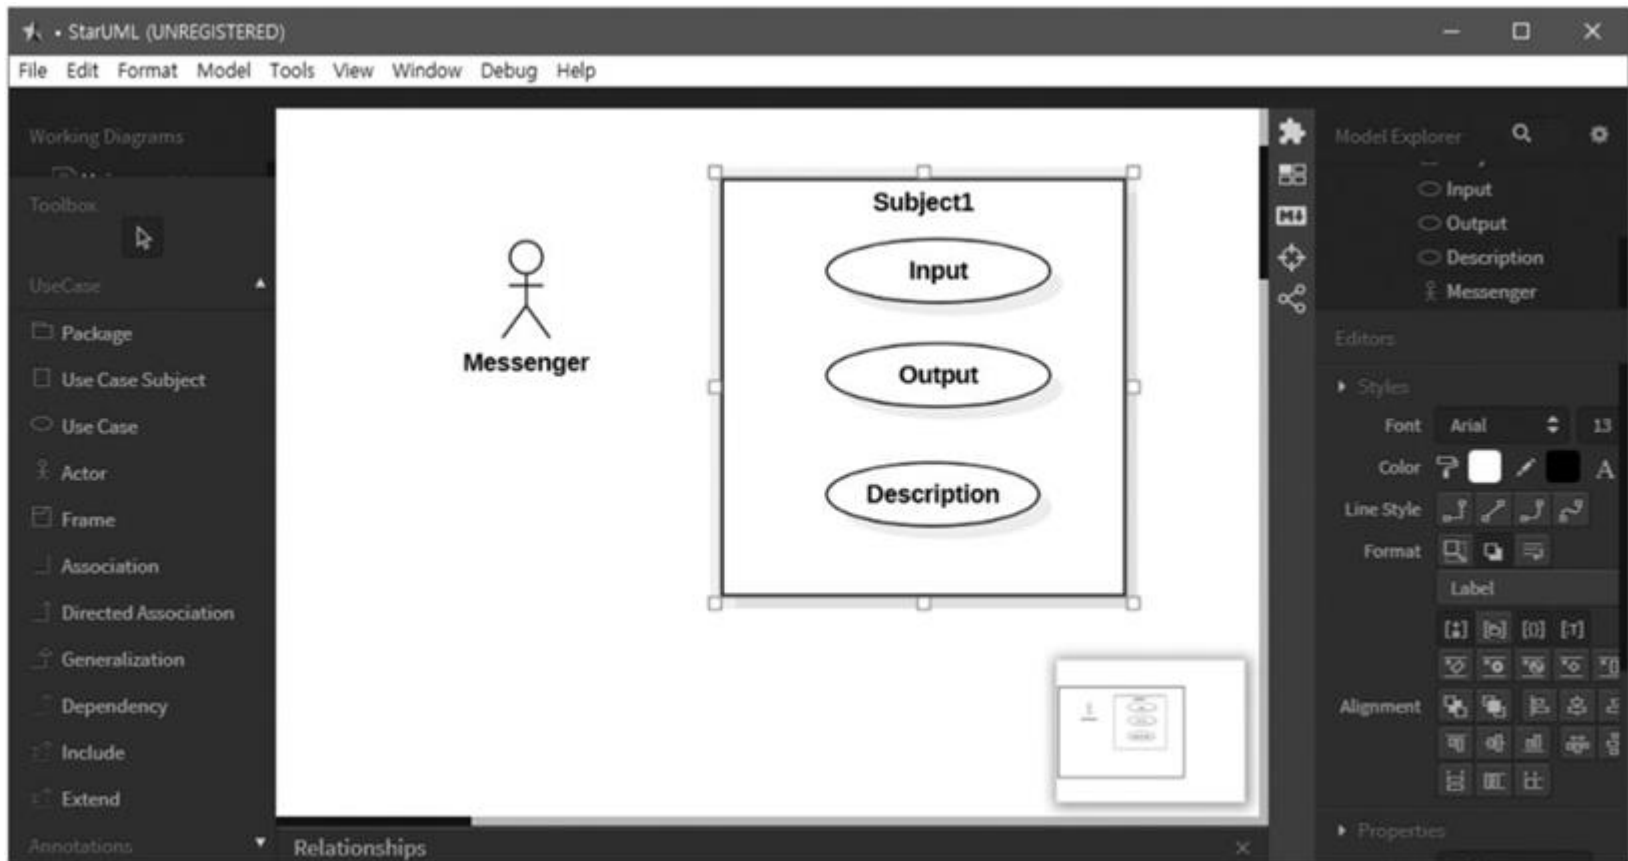 • StarUML (UNREGISTERED)
File Edit Format Model Tools View Window Debug Help
Working Diagrams
Toolbox
UseCase
Package
Use Case Subject
Use Case
Actor
Frame
Association
Directed Association
Generalization
Dependency
Include
Extend
Annotations
Messenger
Subject1
Input
Output
Description
Relationships
Model Explorer
Input
Output
Description
Messenger
Editors
Styles
Font Arial 13
Color A
Line Style
Format
Label
Alignment
Properties